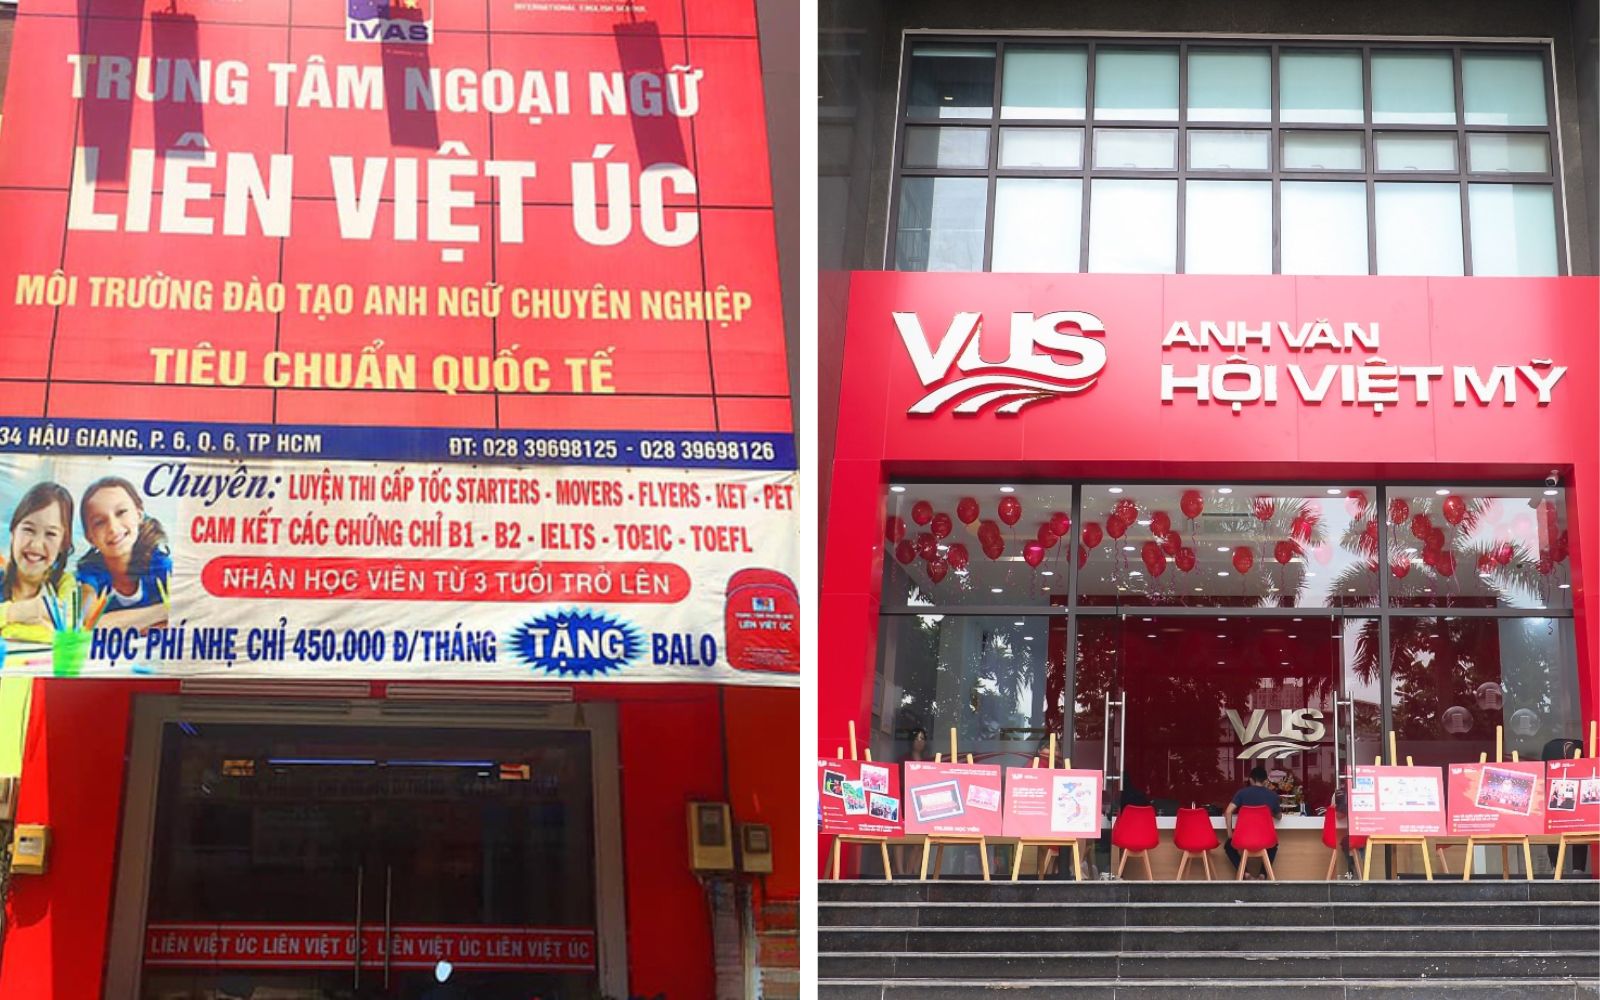 INTERNATIONAL ENGLISH SCHOOL
IVAS
TRUNG TÂM NGOẠI NGỮ
LIÊN VIỆT ÚC
MÔI TRƯỜNG ĐÀO TẠO ANH NGỮ CHUYÊN NGHIỆP
TIÊU CHUẨN QUỐC TẾ
34 HẬU GIANG, P. 6, Q. 6, TP HCM ĐT: 028 39698125 - 028 39698126
Chuyên: LUYỆN THI CẤP TỐC STARTERS - MOVERS - FLYERS - KET - PET
CAM KẾT CÁC CHỨNG CHỈ B1 - B2 - IELTS - TOEIC - TOEFL
NHẬN HỌC VIÊN TỪ 3 TUỔI TRỞ LÊN
HỌC PHÍ NHẸ CHỈ 450.000 Đ/THÁNG TẶNG BALO
LIÊN VIỆT ÚC
LIÊN VIỆT ÚC LIÊN VIỆT ÚC LIÊN VIỆT ÚC LIÊN VIỆT ÚC
VUS ANH VĂN
HỘI VIỆT MỸ
VUS